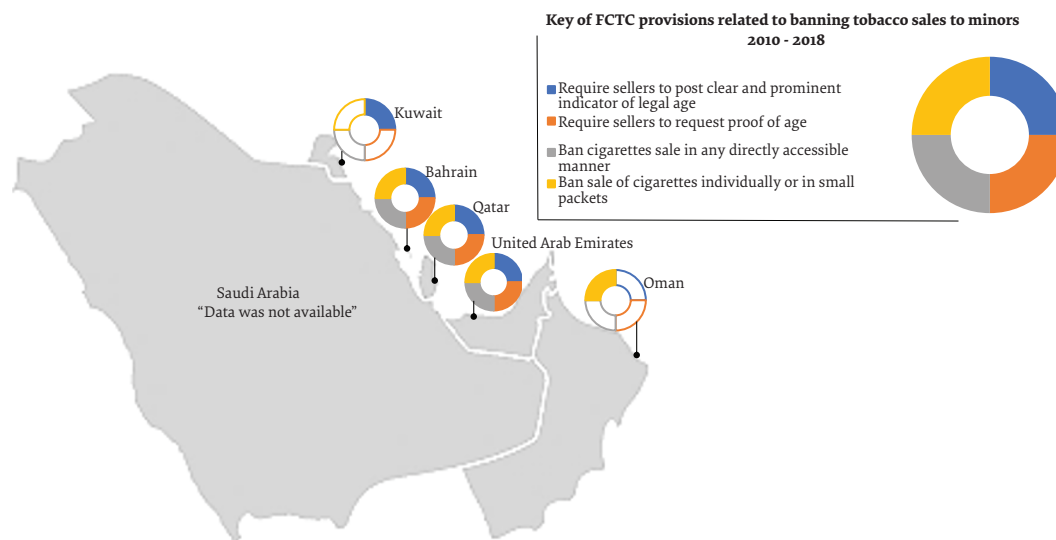 Key of FCTC provisions related to banning tobacco sales to minors
2010 - 2018
Require sellers to post clear and prominent
indicator of legal age
Require sellers to request proof of age
Ban cigarettes sale in any directly accessible
manner
Ban sale of cigarettes individually or in small
packets
Kuwait
Bahrain
Qatar
United Arab Emirates
Oman
Saudi Arabia
“Data was not available”